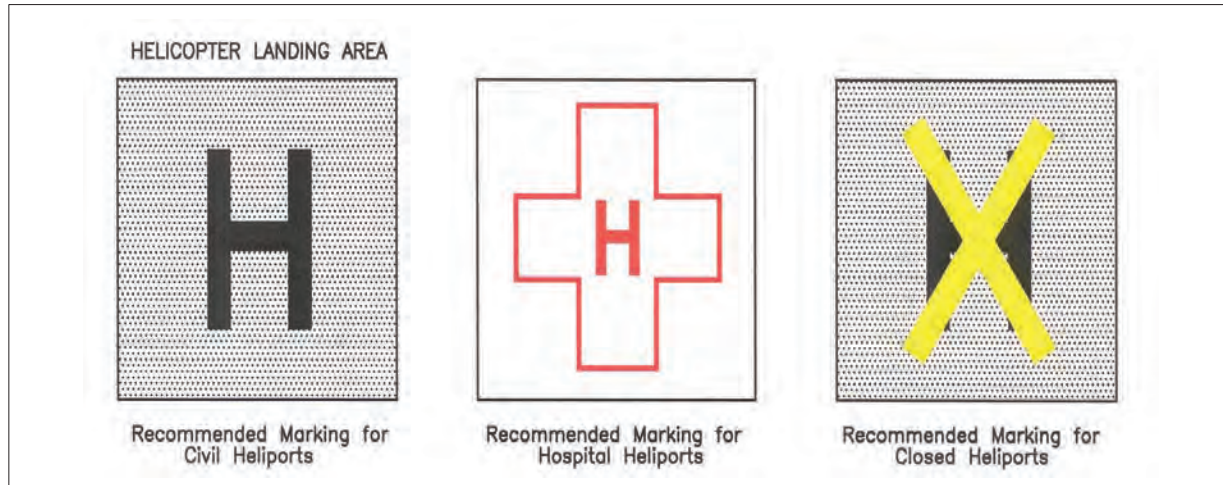 HELICOPTER LANDING AREA
H
H
Recommended Marking for
Civil Heliports
Recommended Marking for
Hospital Heliports
Recommended Marking for
Closed Heliports